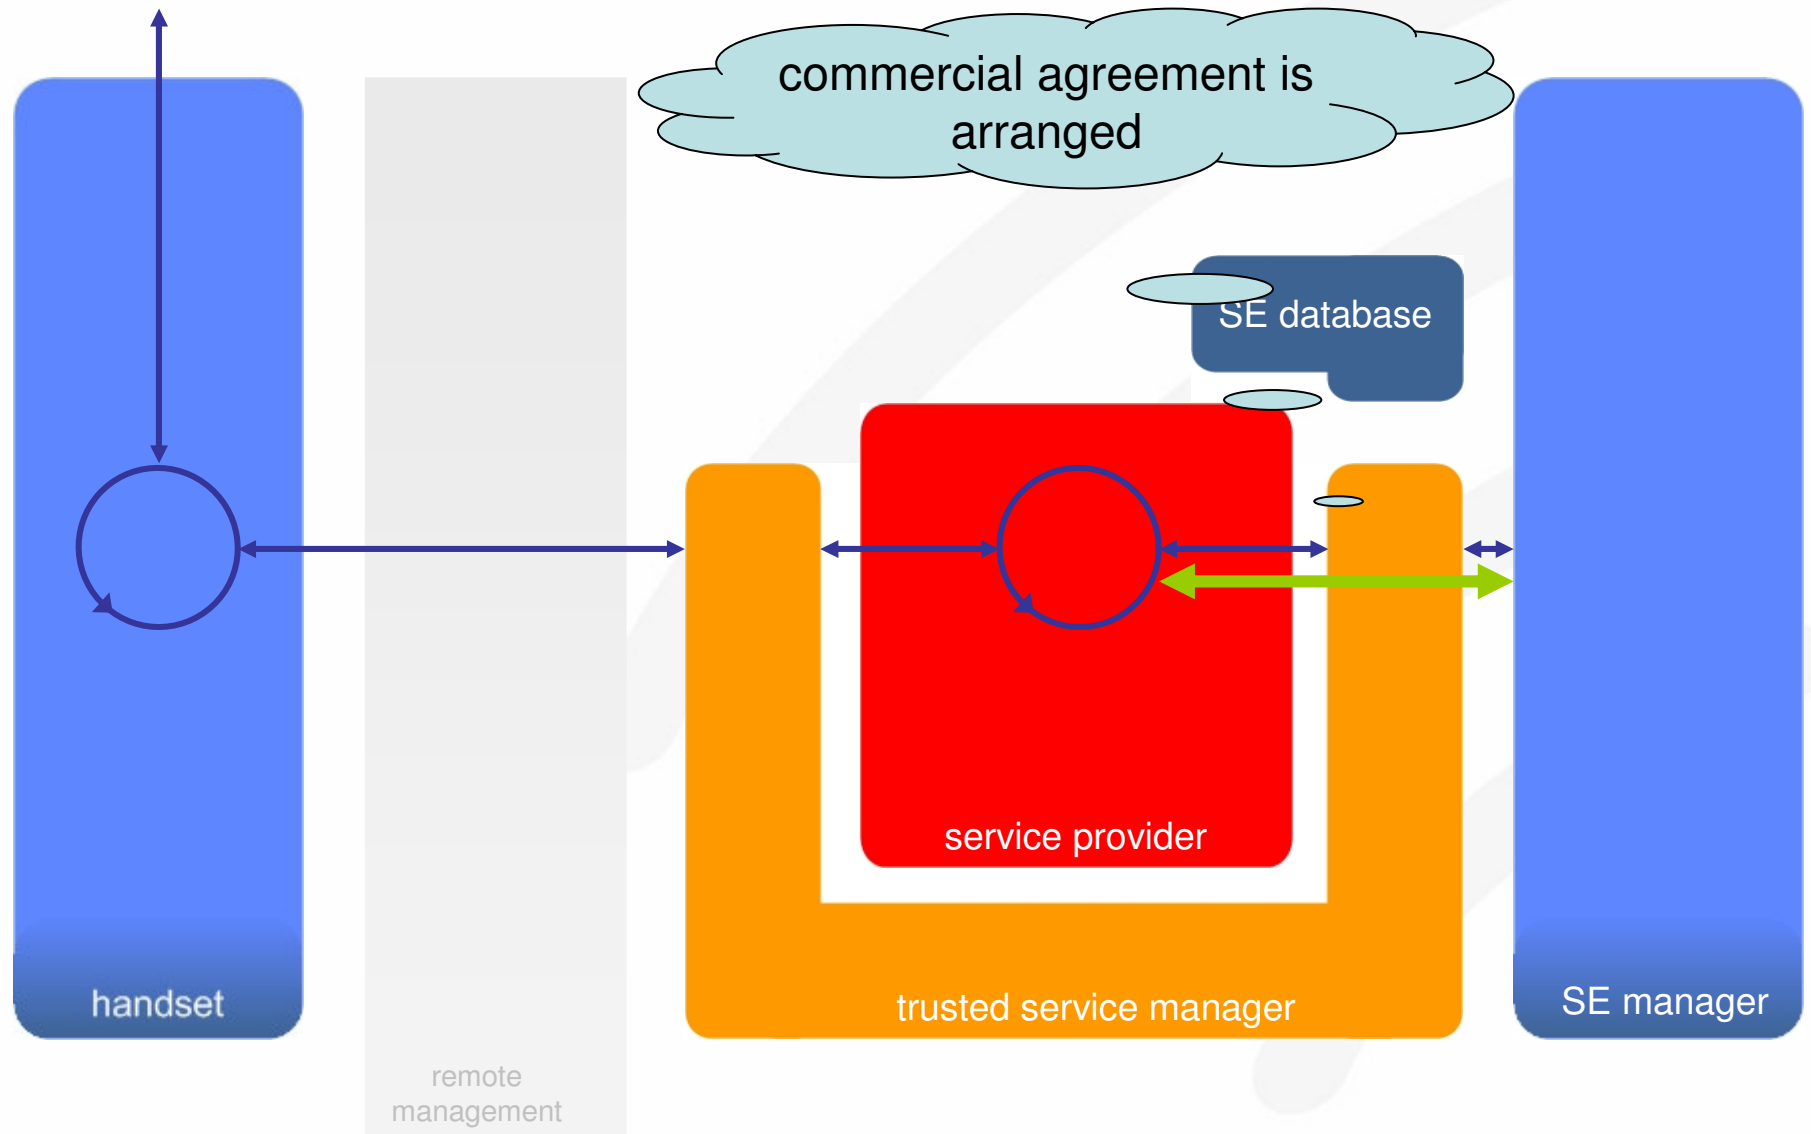 commercial agreement is
arranged
SE database
service provider
handset
trusted service manager
SE manager
remote
management